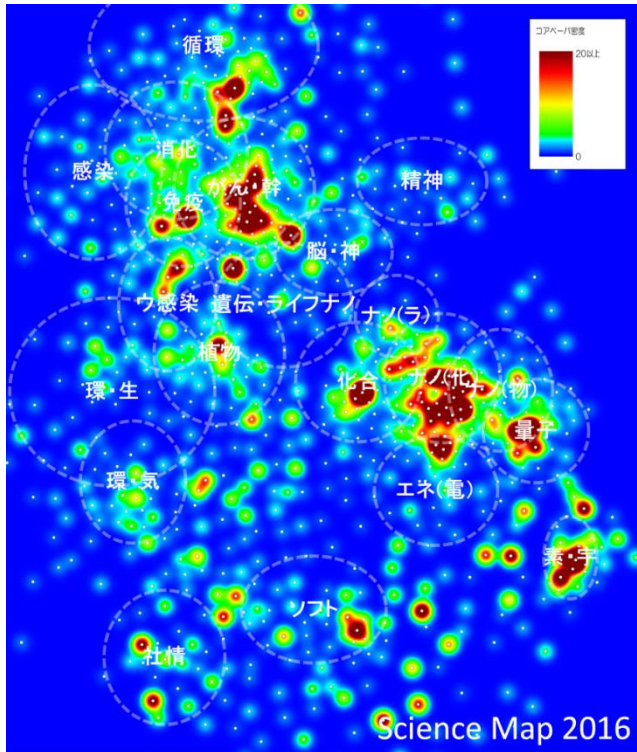 コアペーパ密度
20以上
0
循環
消化
感染
がん・幹
精神
免疫
脳・神
ウ感染
遺伝・ライフナノ
ナノ(ラ)
植物
化合
ナノ(化)
ナノ(物)
環・生
量子
環・気
エネ(電)
素・宇
ソフト
社情
Science Map 2016